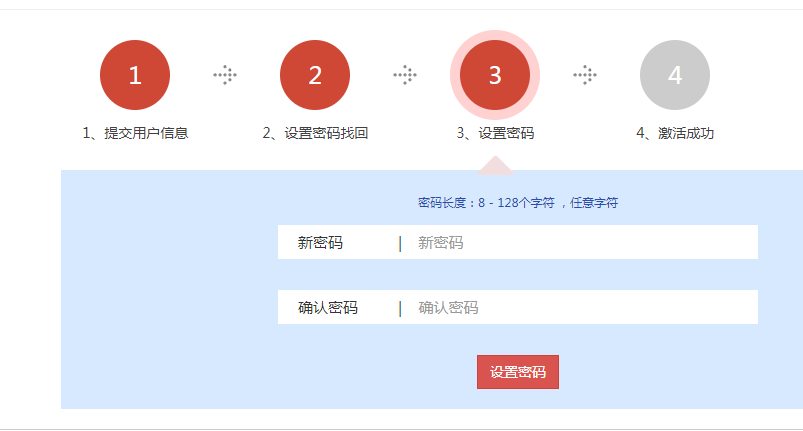 1 2 3 4
1、提交用户信息 2、设置密码找回 3、设置密码 4、激活成功
密码长度：8 - 128个字符 ，任意字符
新密码 | 新密码
确认密码 | 确认密码
设置密码